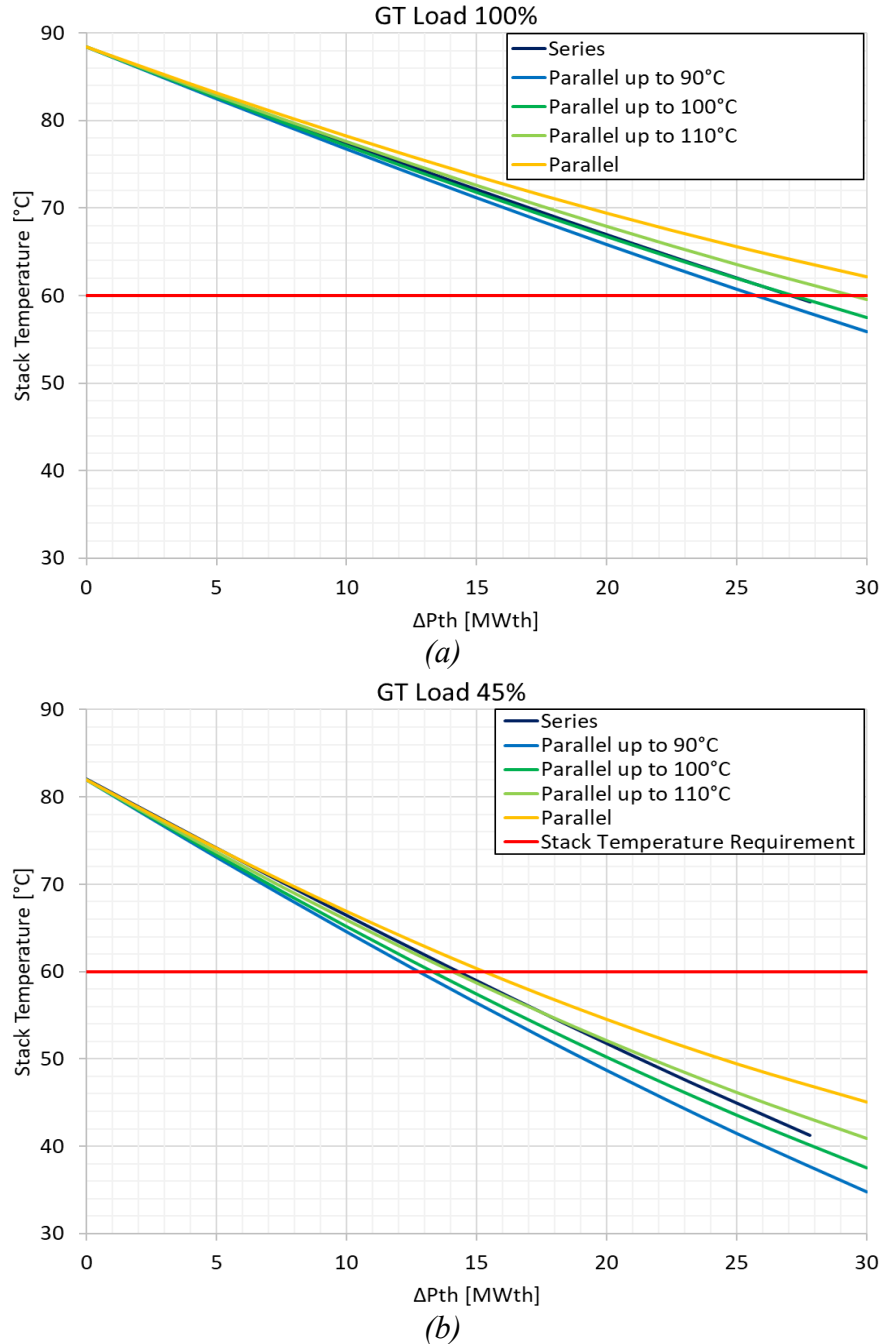 GT Load 100%
90
80
70
60
50
40
30
Stack Temperature [°C]
Series
Parallel up to 90°C
Parallel up to 100°C
Parallel up to 110°C
Parallel
0 5 10 15 20 25 30
ΔPth [MWth]
(a)
GT Load 45%
90
80
70
60
50
40
30
Stack Temperature [°C]
Series
Parallel up to 90°C
Parallel up to 100°C
Parallel up to 110°C
Parallel
Stack Temperature Requirement
0 5 10 15 20 25 30
ΔPth [MWth]
(b)